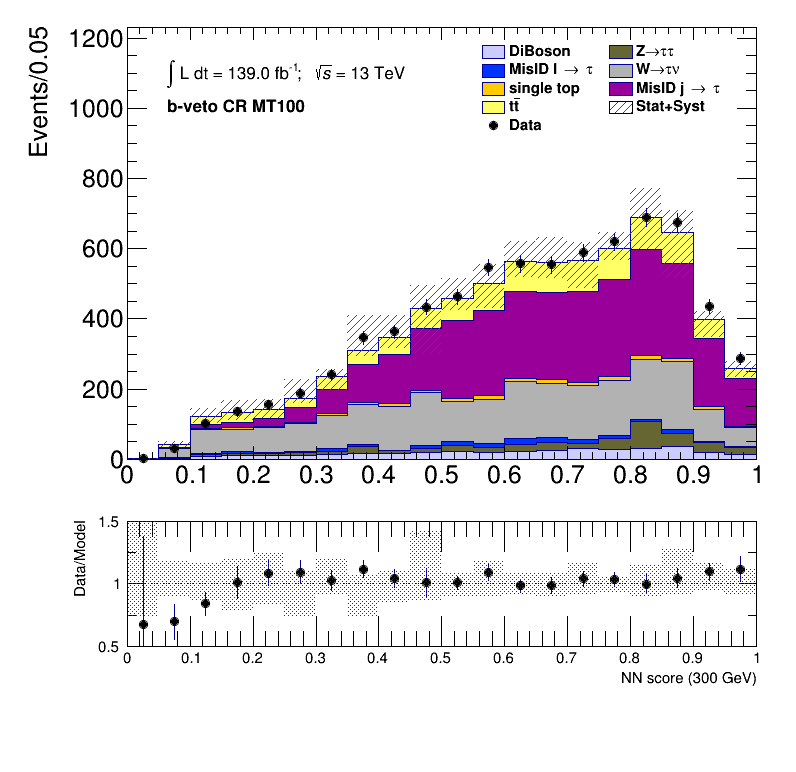 1200
1000
800
600
400
200
0
Events/0.05
∫ L dt = 139.0 fb⁻¹; √s = 13 TeV
b-veto CR MT100
DiBoson
MisID l → τ
single top
tt̄
Data
Z→ττ
W→τν
MisID j → τ
Stat+Syst
0 0.1 0.2 0.3 0.4 0.5 0.6 0.7 0.8 0.9 1
1.5
1
0.5
Data/Model
0 0.1 0.2 0.3 0.4 0.5 0.6 0.7 0.8 0.9 1
NN score (300 GeV)